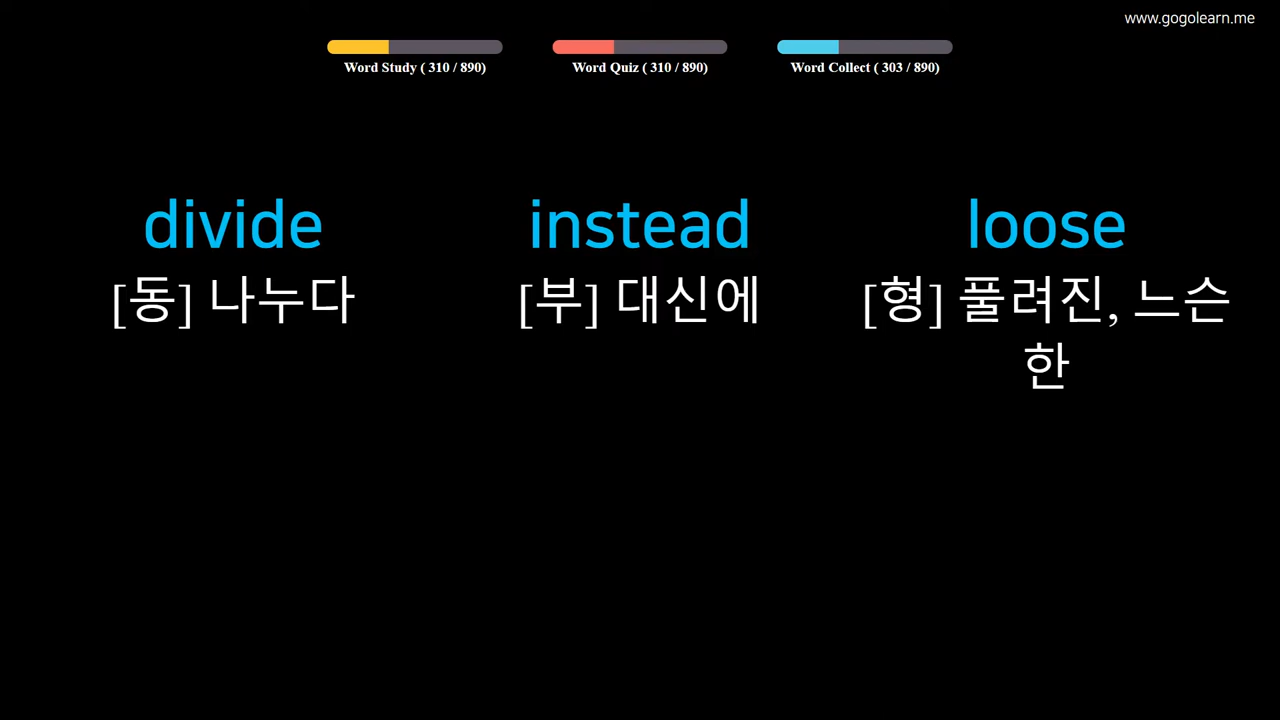 www.gogolearn.me
Word Study ( 310 / 890)
Word Quiz ( 310 / 890)
Word Collect ( 303 / 890)
divide
[동] 나누다
instead
[부] 대신에
loose
[형] 풀려진, 느슨
한